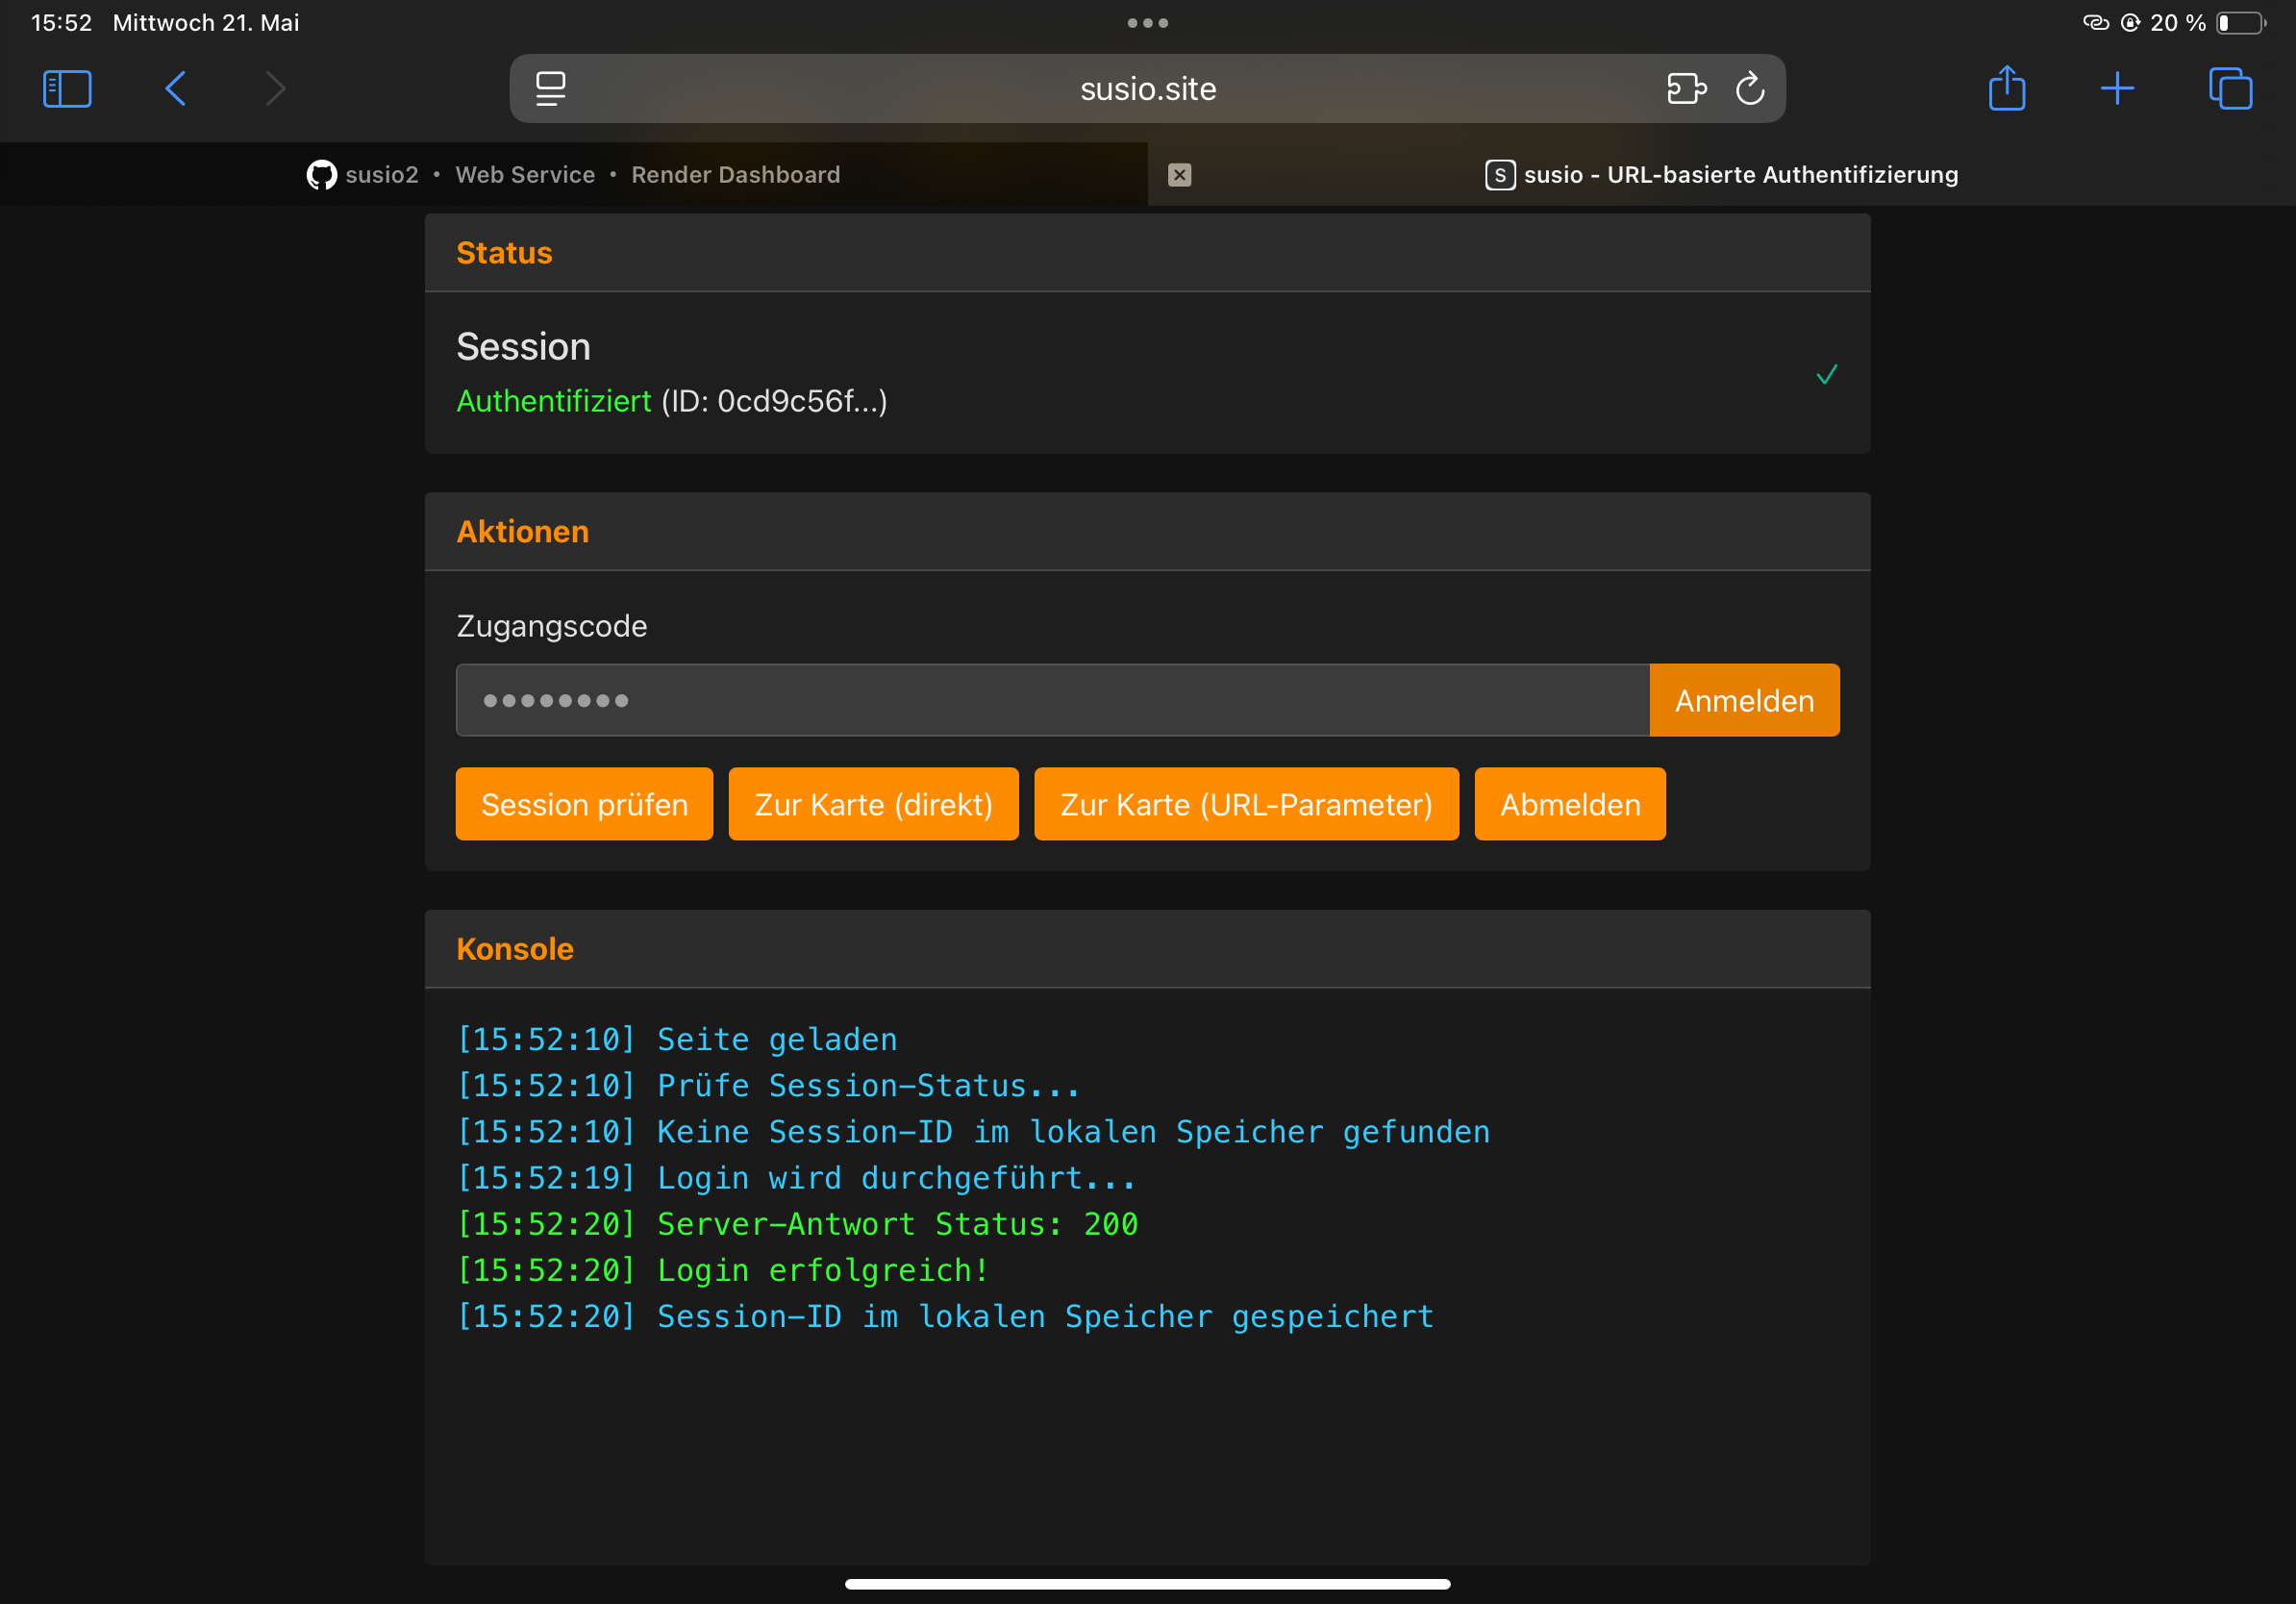 15:52 Mittwoch 21. Mai
20 %
susio.site
susio2 • Web Service • Render Dashboard
S susio - URL-basierte Authentifizierung
Status
Session
Authentifiziert (ID: 0cd9c56f...)
Aktionen
Zugangscode
Anmelden
Session prüfen
Zur Karte (direkt)
Zur Karte (URL-Parameter)
Abmelden
Konsole
[15:52:10] Seite geladen
[15:52:10] Prüfe Session-Status...
[15:52:10] Keine Session-ID im lokalen Speicher gefunden
[15:52:19] Login wird durchgeführt...
[15:52:20] Server-Antwort Status: 200
[15:52:20] Login erfolgreich!
[15:52:20] Session-ID im lokalen Speicher gespeichert